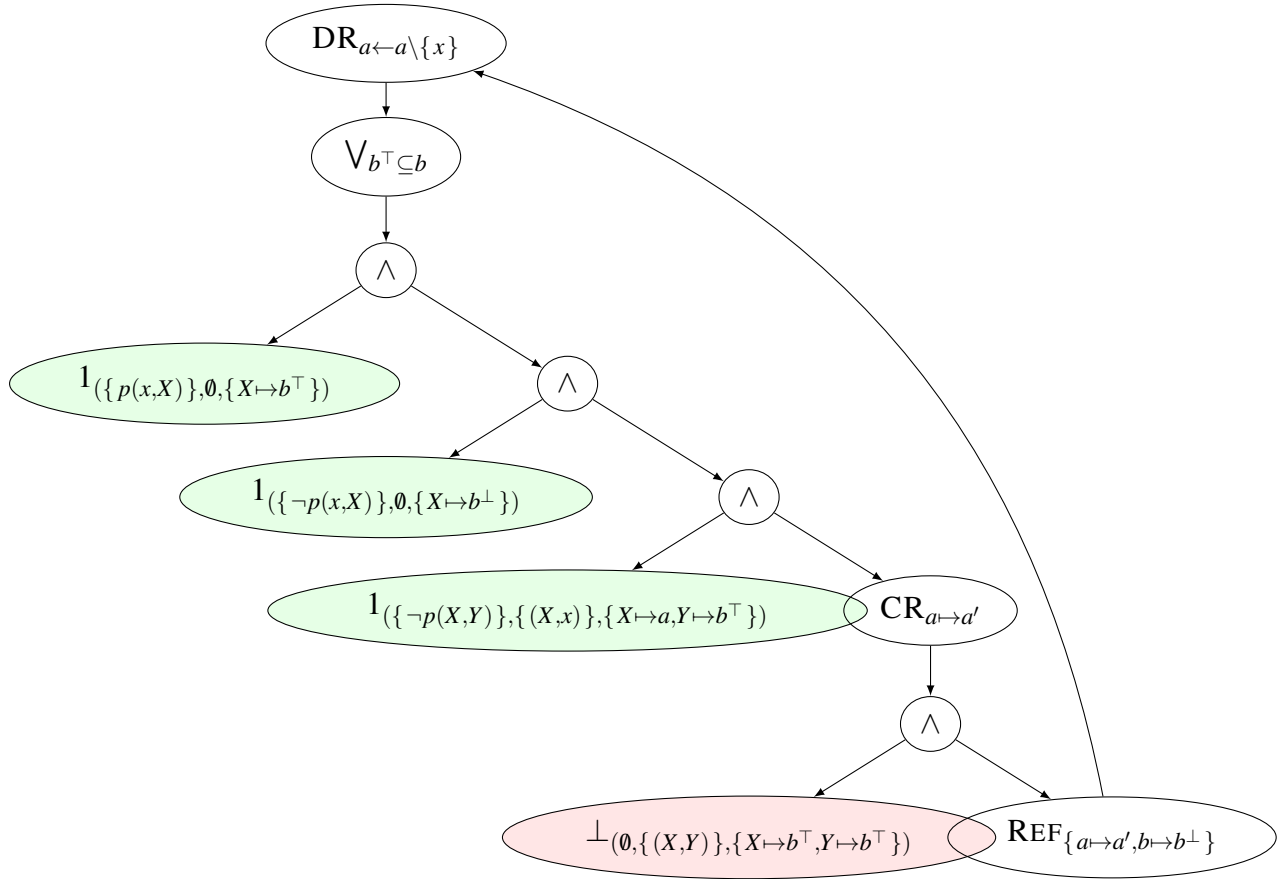 DR_{a←a\{x}}
⋁_{b^⊤⊆b}
∧
1_{({p(x,X)},∅,{X↦b^⊤})}
∧
1_{({¬p(x,X)},∅,{X↦b^⊥})}
∧
1_{({¬p(X,Y)},{(X,x)},{X↦a,Y↦b^⊤})}
CR_{a↦a′}
∧
⊥_{(∅,{(X,Y)},{X↦b^⊤,Y↦b^⊤})}
REF_{{a↦a′,b↦b^⊥}}